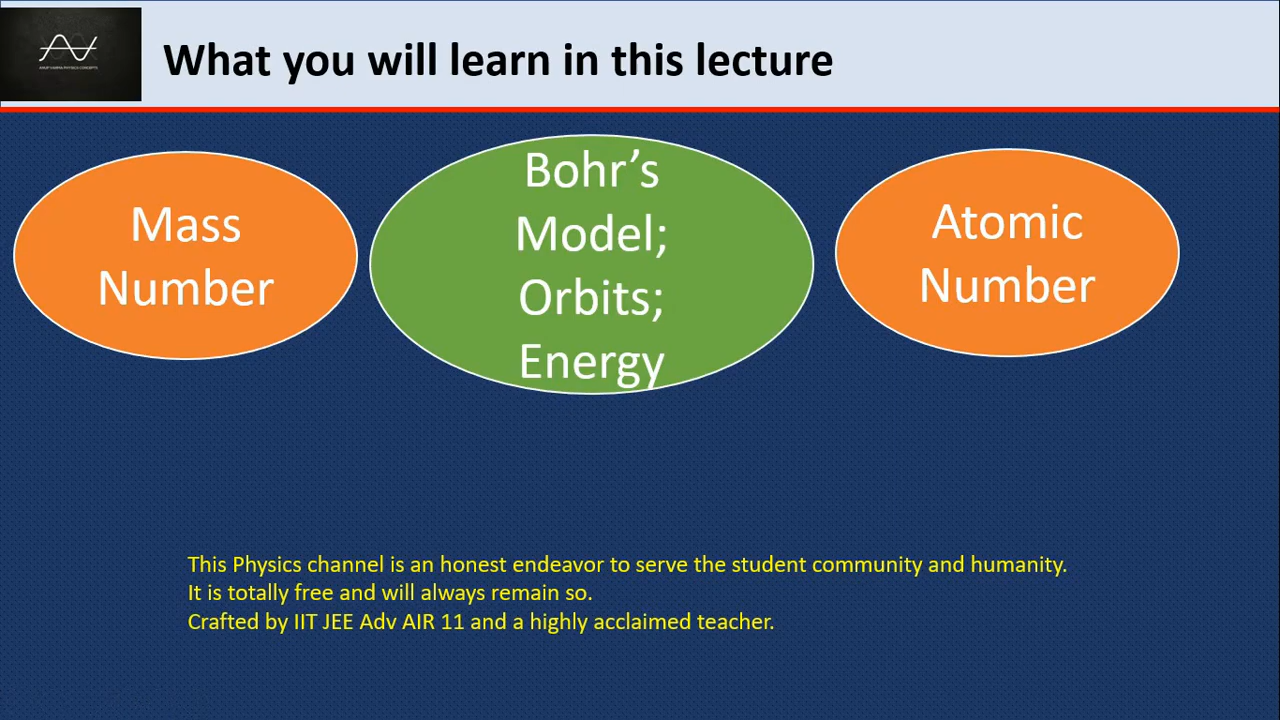 What you will learn in this lecture
Mass
Number
Bohr’s
Model;
Orbits;
Energy
Atomic
Number
This Physics channel is an honest endeavor to serve the student community and humanity.
It is totally free and will always remain so.
Crafted by IIT JEE Adv AIR 11 and a highly acclaimed teacher.